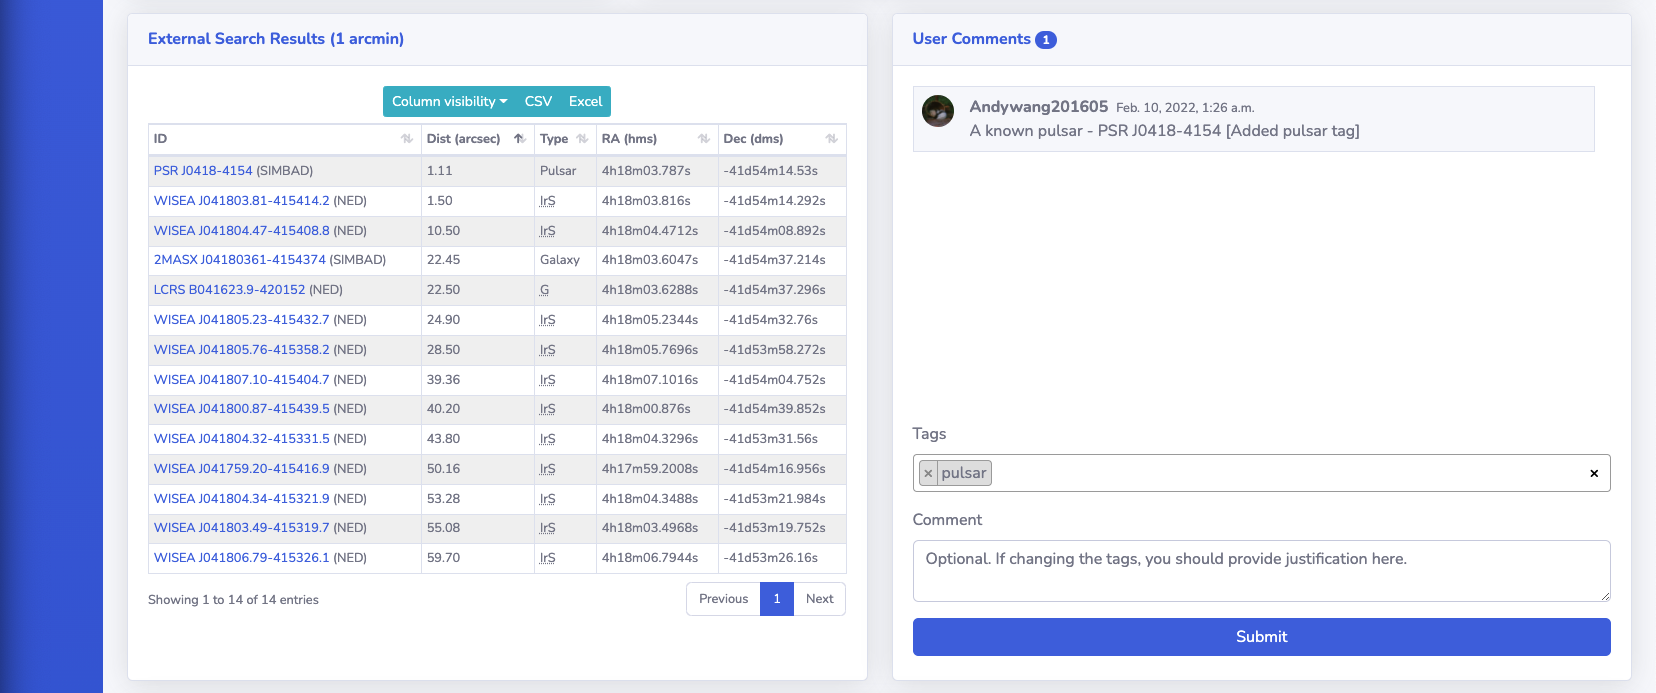 External Search Results (1 arcmin)
Column visibility CSV Excel
ID Dist (arcsec) Type RA (hms) Dec (dms)
PSR J0418-4154 (SIMBAD) 1.11 Pulsar 4h18m03.787s -41d54m14.53s
WISEA J041803.81-415414.2 (NED) 1.50 IrS 4h18m03.816s -41d54m14.292s
WISEA J041804.47-415408.8 (NED) 10.50 IrS 4h18m04.4712s -41d54m08.892s
2MASX J04180361-4154374 (SIMBAD) 22.45 Galaxy 4h18m03.6047s -41d54m37.214s
LCRS B041623.9-420152 (NED) 22.50 G 4h18m03.6288s -41d54m37.296s
WISEA J041805.23-415432.7 (NED) 24.90 IrS 4h18m05.2344s -41d54m32.76s
WISEA J041805.76-415358.2 (NED) 28.50 IrS 4h18m05.7696s -41d53m58.272s
WISEA J041807.10-415404.7 (NED) 39.36 IrS 4h18m07.1016s -41d54m04.752s
WISEA J041800.87-415439.5 (NED) 40.20 IrS 4h18m00.876s -41d54m39.852s
WISEA J041804.32-415331.5 (NED) 43.80 IrS 4h18m04.3296s -41d53m31.56s
WISEA J041759.20-415416.9 (NED) 50.16 IrS 4h17m59.2008s -41d54m16.956s
WISEA J041804.34-415321.9 (NED) 53.28 IrS 4h18m04.3488s -41d53m21.984s
WISEA J041803.49-415319.7 (NED) 55.08 IrS 4h18m03.4968s -41d53m19.752s
WISEA J041806.79-415326.1 (NED) 59.70 IrS 4h18m06.7944s -41d53m26.16s
Showing 1 to 14 of 14 entries
Previous 1 Next
User Comments 1
Andywang201605 Feb. 10, 2022, 1:26 a.m.
A known pulsar - PSR J0418-4154 [Added pulsar tag]
Tags
× pulsar ×
Comment
Optional. If changing the tags, you should provide justification here.
Submit